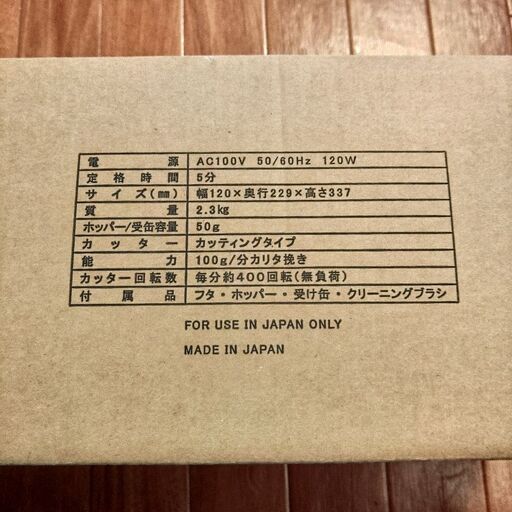 電源 AC100V 50/60Hz 120W
定格時間 5分
サイズ(mm) 幅120×奥行229×高さ337
質量 2.3kg
ホッパー/受缶容量 50g
カッター カッティングタイプ
能力 100g/分カリタ挽き
カッター回転数 毎分約400回転(無負荷)
付属品 フタ・ホッパー・受け缶・クリーニングブラシ
FOR USE IN JAPAN ONLY
MADE IN JAPAN